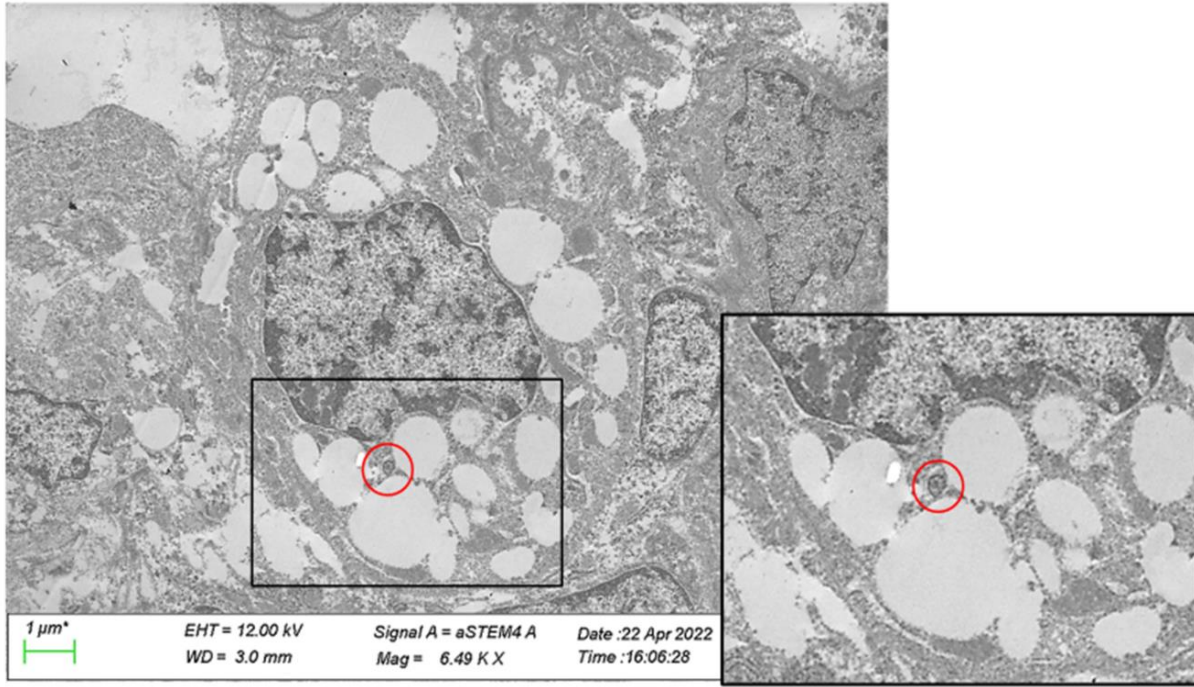 1 µm*
EHT = 12.00 kV
Signal A = aSTEM4 A
Date :22 Apr 2022
WD = 3.0 mm
Mag = 6.49 K X
Time :16:06:28